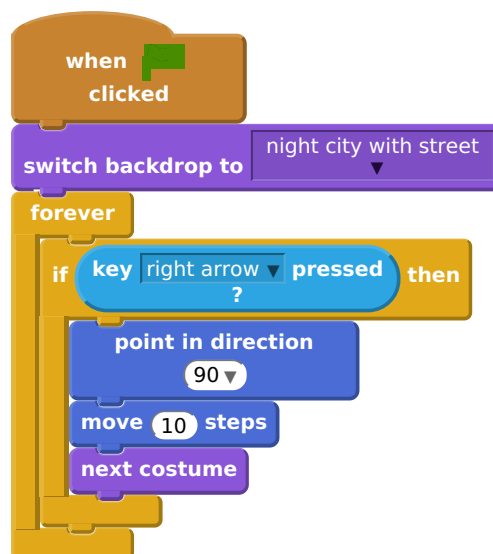 when
clicked
switch backdrop to night city with street ▼
forever
if key right arrow ▼ pressed ? then
point in direction
90 ▼
move 10 steps
next costume